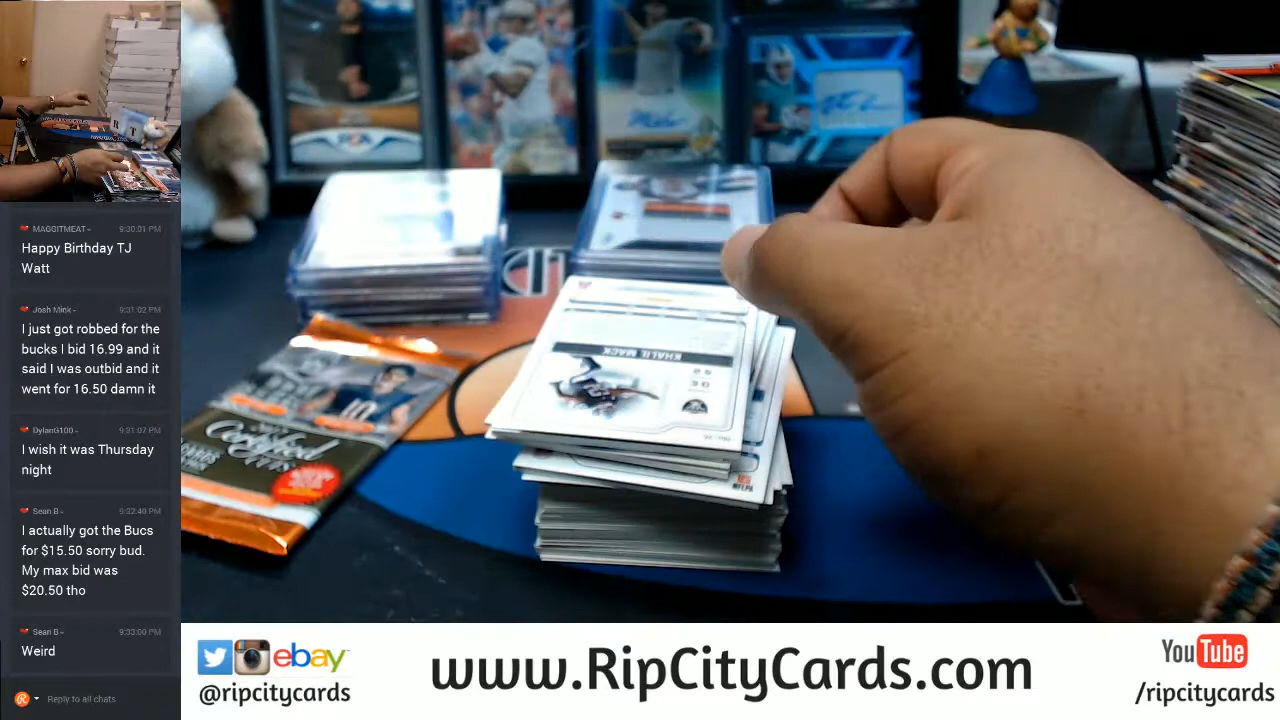 MAGGITMEAT~ 9:30:01 PM
Happy Birthday TJ
Watt
Josh Mink~ 9:31:02 PM
I just got robbed for the
bucks I bid 16.99 and it
said I was outbid and it
went for 16.50 damn it
DylanG100~ 9:31:07 PM
I wish it was Thursday
night
Sean B~ 9:32:40 PM
I actually got the Bucs
for $15.50 sorry bud.
My max bid was
$20.50 tho
Sean B~ 9:33:00 PM
Weird
Reply to all chats
KHALIL MACK
Certified
NFLPA
ebay
@ripcitycards
www.RipCityCards.com
YouTube
/ripcitycards